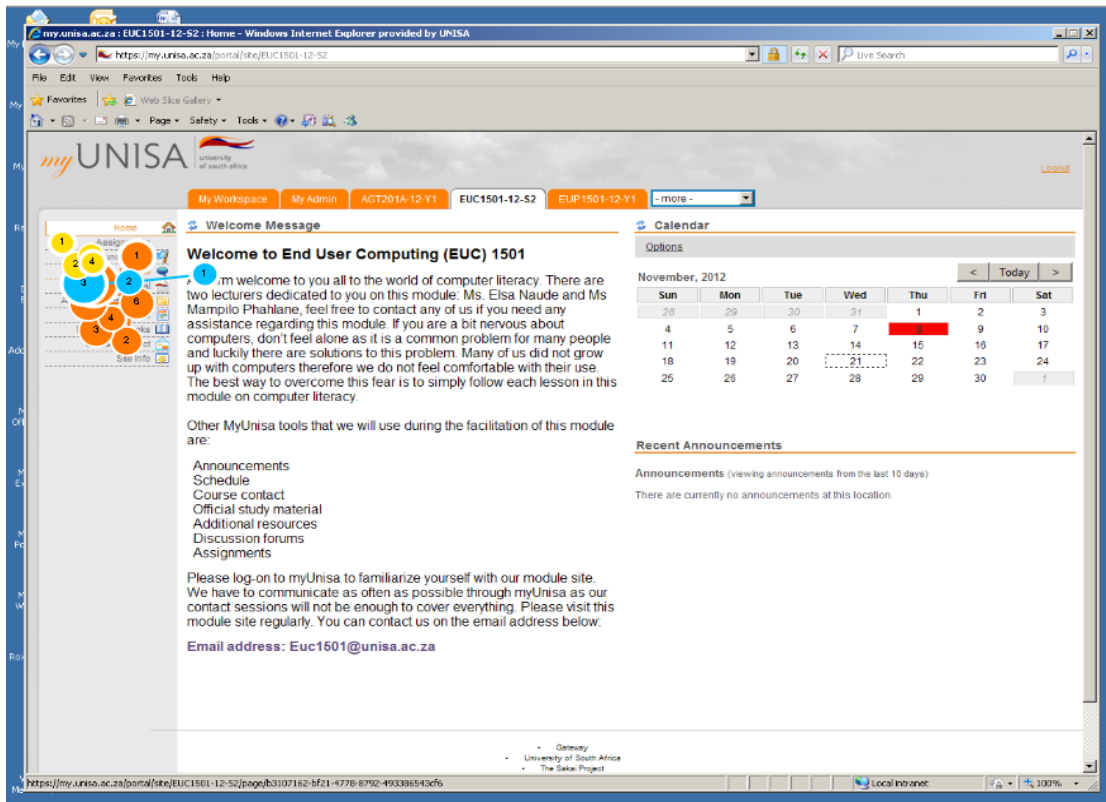 my.unisa.ac.za : EUC1501-12-S2 : Home - Windows Internet Explorer provided by UNISA
https://my.unisa.ac.za/portal/site/EUC1501-12-S2
Live Search
File Edit View Favorites Tools Help
Favorites Web Slice Gallery
Page Safety Tools
myUNISA university of south africa
Logout
My Workspace My Admin AGT201A-12-Y1 EUC1501-12-S2 EUP1501-12-Y1 - more -
Home
Site Info
1
2 4 1
3 2 1
6
4
3 2
Welcome Message
Welcome to End User Computing (EUC) 1501
welcome to you all to the world of computer literacy. There are
two lecturers dedicated to you on this module: Ms. Elsa Naude and Ms
Mampilo Phahlane, feel free to contact any of us if you need any
assistance regarding this module. If you are a bit nervous about
computers, don't feel alone as it is a common problem for many people
and luckily there are solutions to this problem. Many of us did not grow
up with computers therefore we do not feel comfortable with their use.
The best way to overcome this fear is to simply follow each lesson in this
module on computer literacy.
Other MyUnisa tools that we will use during the facilitation of this module
are:
Announcements
Schedule
Course contact
Official study material
Additional resources
Discussion forums
Assignments
Please log-on to myUnisa to familiarize yourself with our module site.
We have to communicate as often as possible through myUnisa as our
contact sessions will not be enough to cover everything. Please visit this
module site regularly. You can contact us on the email address below:
Email address: Euc1501@unisa.ac.za
Calendar
Options
November, 2012 < Today >
Sun Mon Tue Wed Thu Fri Sat
28 29 30 31 1 2 3
4 5 6 7 8 9 10
11 12 13 14 15 16 17
18 19 20 21 22 23 24
25 26 27 28 29 30 1
Recent Announcements
Announcements (viewing announcements from the last 10 days)
There are currently no announcements at this location.
Gateway
University of South Africa
The Sakai Project
https://my.unisa.ac.za/portal/site/EUC1501-12-S2/page/b3107162-bf21-4778-8792-493386543cf6
Local intranet 100%